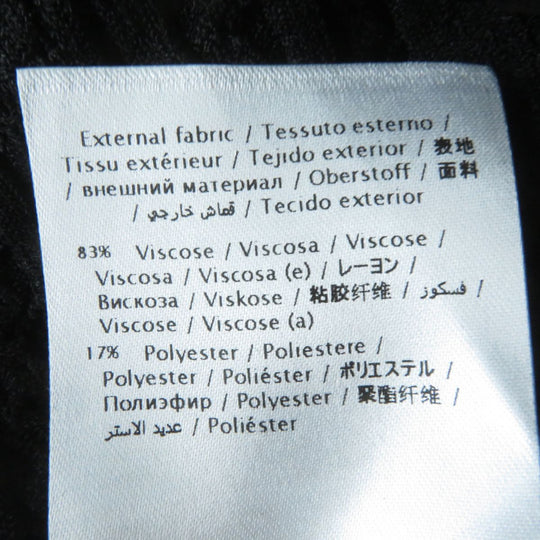 External fabric / Tessuto esterno /
Tissu extérieur / Tejido exterior / 表地
/ внешний материал / Oberstoff / 面料
/ قماش خارجي / Tecido exterior
83% Viscose / Viscosa / Viscose /
Viscosa / Viscosa (e) / レーヨン /
Вискоза / Viskose / 粘胶纤维 / فسكوز /
Viscose / Viscose (a)
17% Polyester / Poliestere /
Polyester / Poliéster / ポリエステル /
Полиэфир / Polyester / 聚酯纤维 /
عديد الاستر / Poliéster